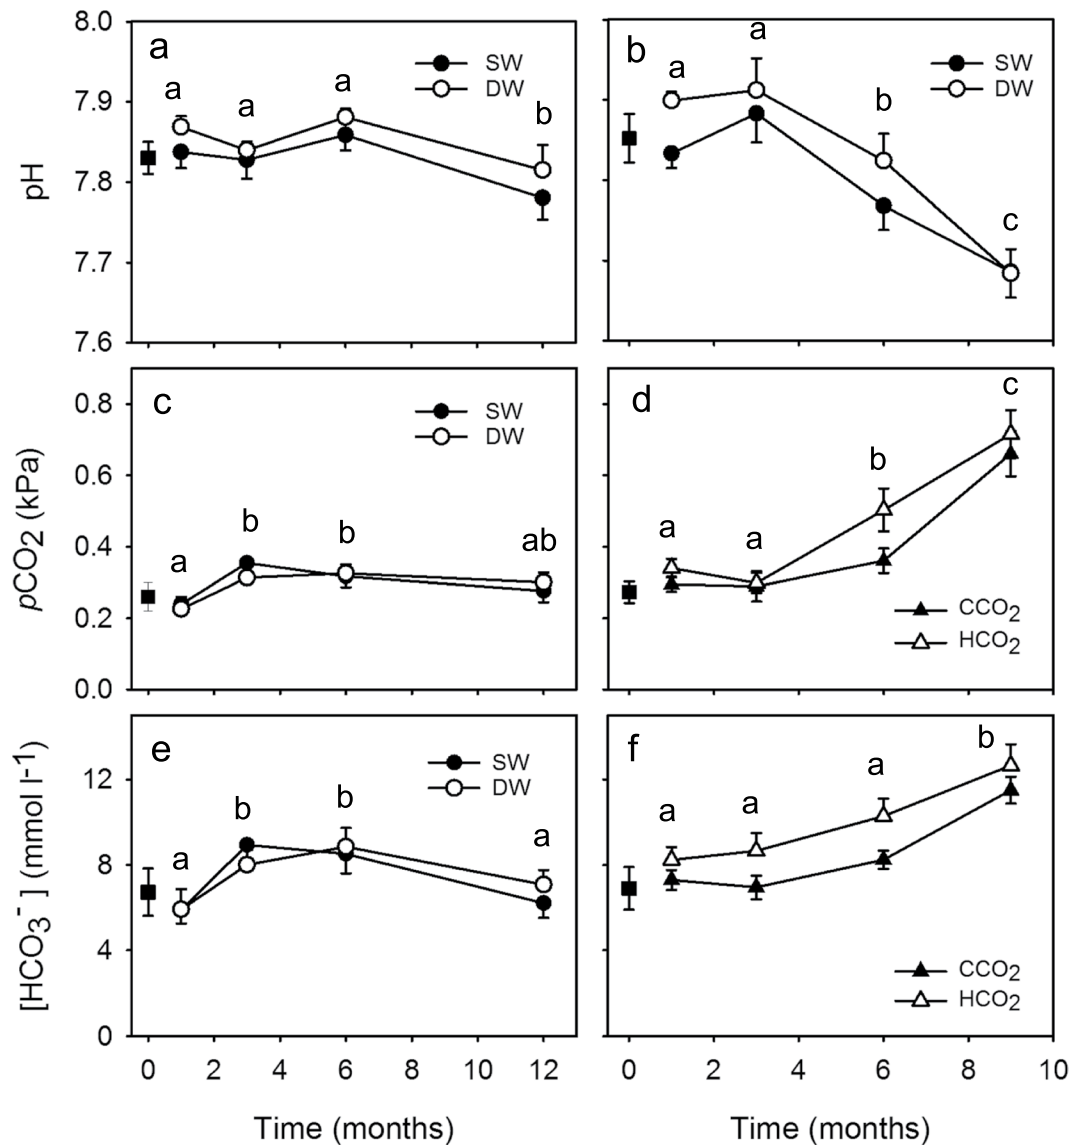 a
SW
DW
a
a
a
b
8.0
7.9
7.8
7.7
7.6
pH
b
SW
DW
a
a
b
c
c
SW
DW
a
b
b
ab
0.8
0.6
0.4
0.2
0.0
pCO2 (kPa)
d
CCO2
HCO2
a
a
b
c
e
SW
DW
a
b
b
a
12
8
4
0
[HCO3-] (mmol l-1)
0 2 4 6 8 10 12
Time (months)
f
CCO2
HCO2
a
a
a
b
0 2 4 6 8 10
Time (months)